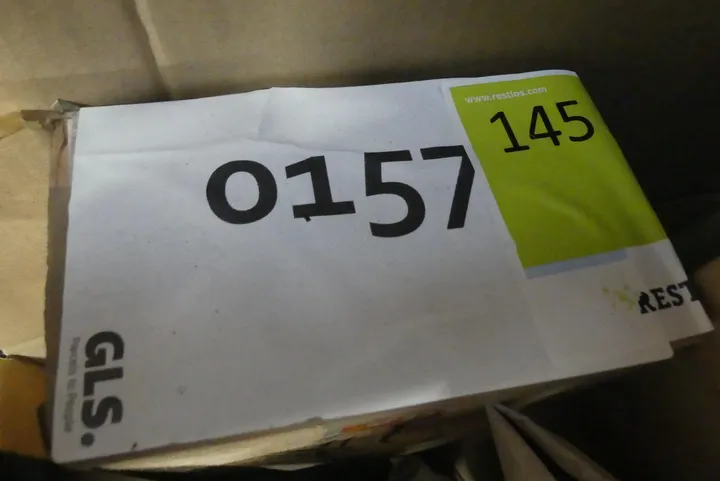 www.restlos.com
145
0157
REST
GLS.
Parcels to People